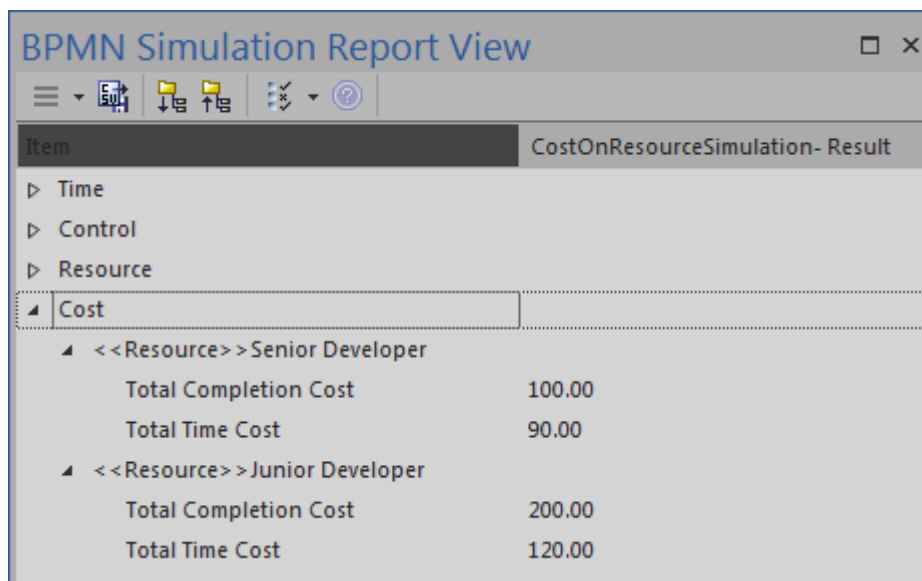 BPMN Simulation Report View
Item CostOnResourceSimulation- Result
Time
Control
Resource
Cost
<<Resource>>Senior Developer
Total Completion Cost 100.00
Total Time Cost 90.00
<<Resource>>Junior Developer
Total Completion Cost 200.00
Total Time Cost 120.00